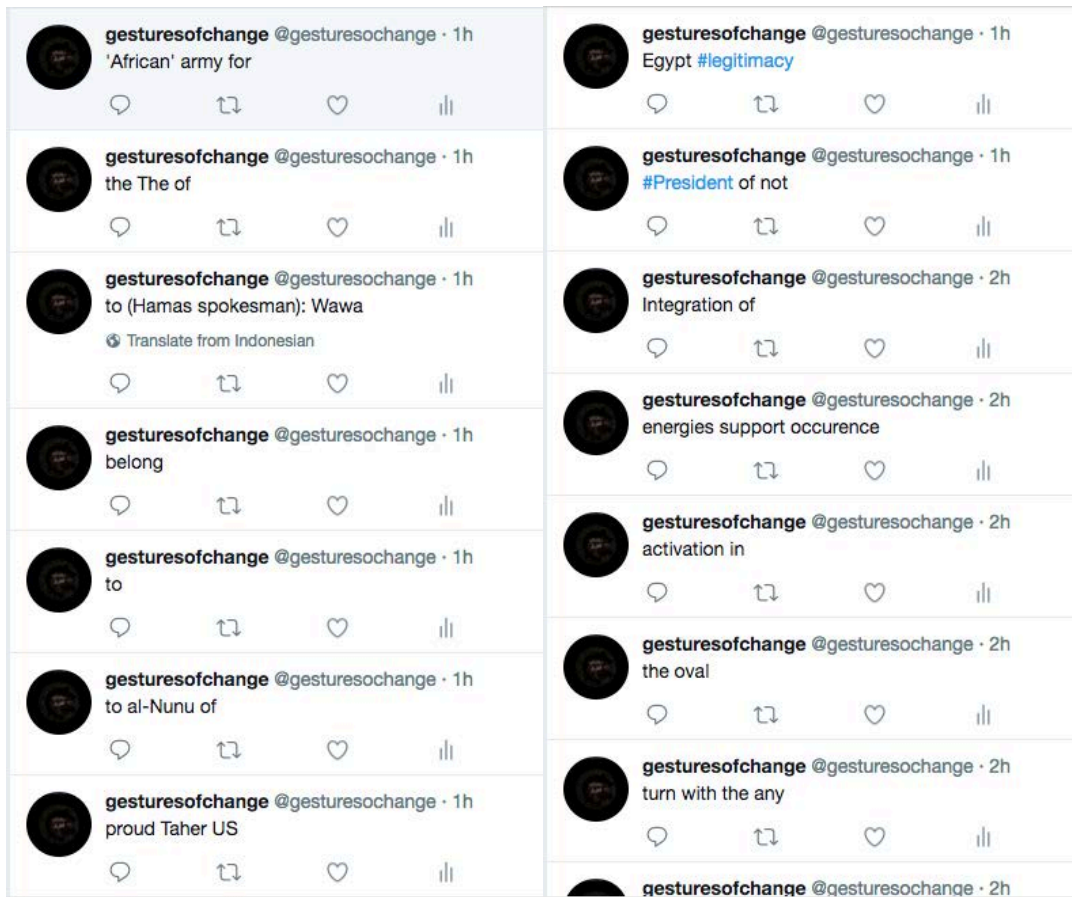 gesturesofchange @gesturesochange · 1h
'African' army for
gesturesofchange @gesturesochange · 1h
the The of
gesturesofchange @gesturesochange · 1h
to (Hamas spokesman): Wawa
Translate from Indonesian
gesturesofchange @gesturesochange · 1h
belong
gesturesofchange @gesturesochange · 1h
to
gesturesofchange @gesturesochange · 1h
to al-Nunu of
gesturesofchange @gesturesochange · 1h
proud Taher US
gesturesofchange @gesturesochange · 1h
Egypt #legitimacy
gesturesofchange @gesturesochange · 1h
#President of not
gesturesofchange @gesturesochange · 2h
Integration of
gesturesofchange @gesturesochange · 2h
energies support occurence
gesturesofchange @gesturesochange · 2h
activation in
gesturesofchange @gesturesochange · 2h
the oval
gesturesofchange @gesturesochange · 2h
turn with the any
gesturesofchange @gesturesochange · 2h